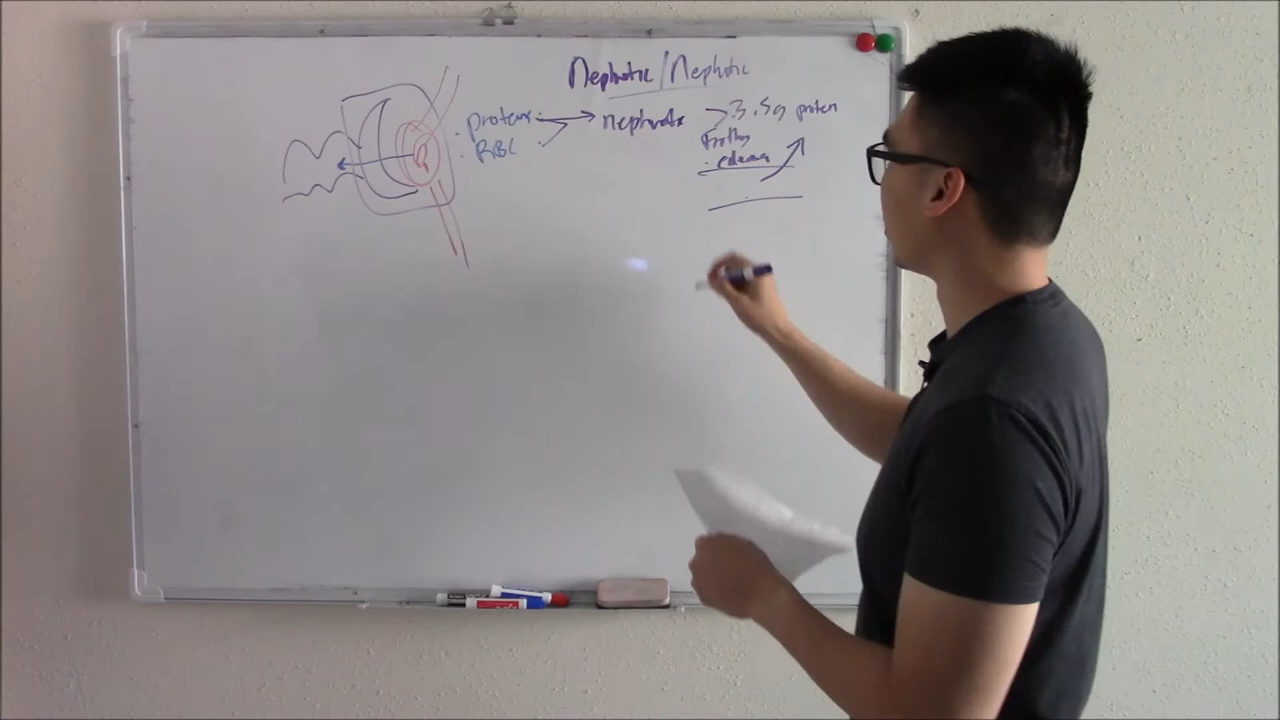 Nephrotic/Nephritic
· proteins → nephrotic >3.5g protein
· RBC
Frothy
· edema